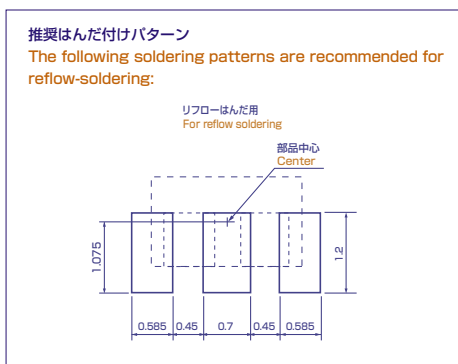 推奨はんだ付けパターン
The following soldering patterns are recommended for
reflow-soldering:
リフローはんだ用
For reflow soldering
部品中心
Center
1.075
1.2
0.585 0.45 0.7 0.45 0.585